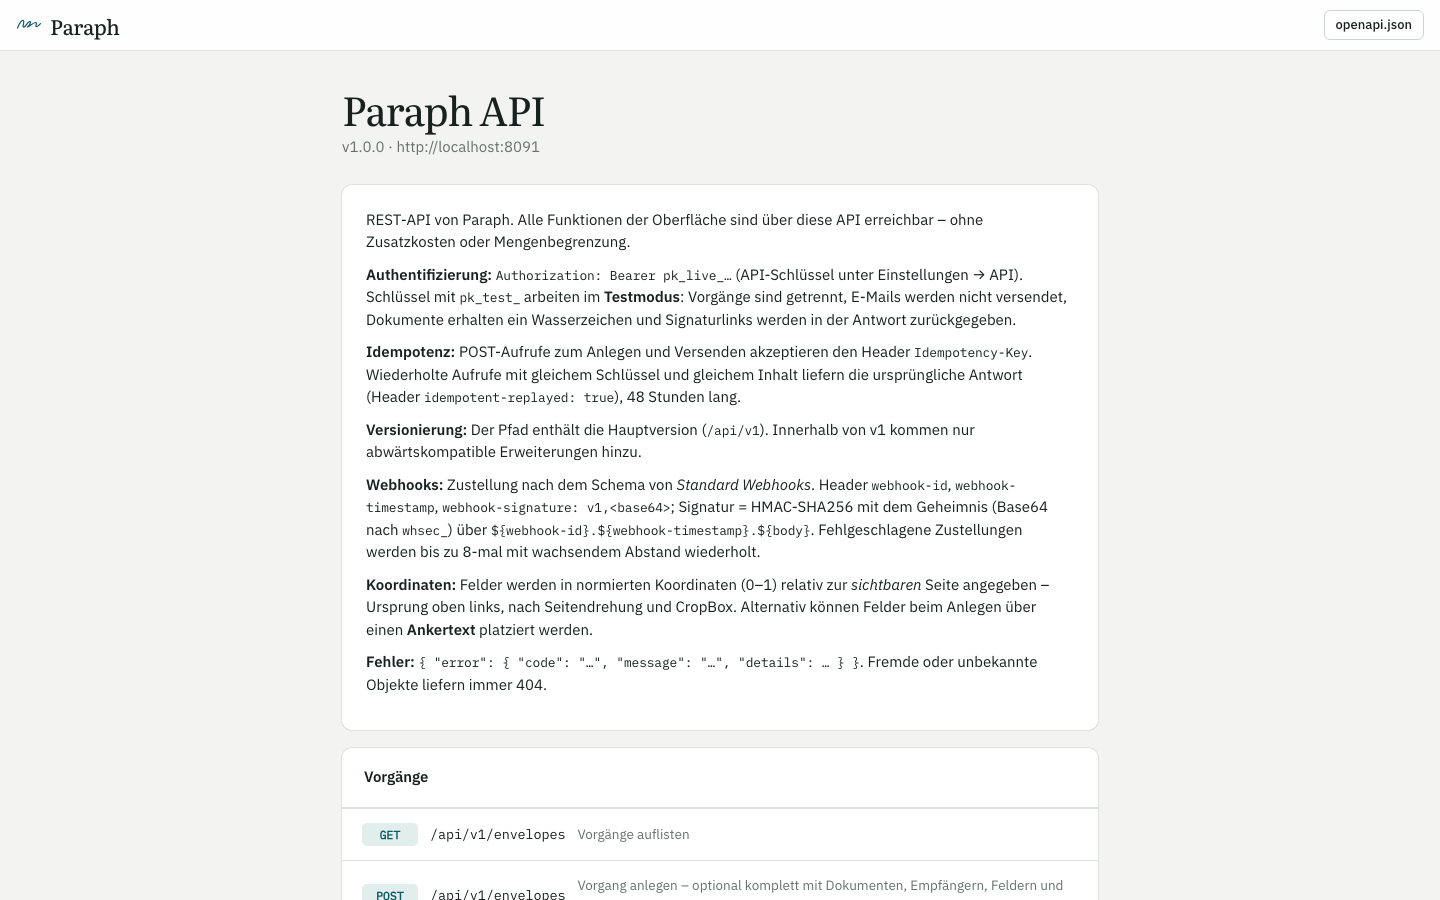 Paraph
openapi.json
Paraph API
v1.0.0 · http://localhost:8091
REST-API von Paraph. Alle Funktionen der Oberfläche sind über diese API erreichbar – ohne
Zusatzkosten oder Mengenbegrenzung.
Authentifizierung: Authorization: Bearer pk_live_… (API-Schlüssel unter Einstellungen → API).
Schlüssel mit pk_test_ arbeiten im Testmodus: Vorgänge sind getrennt, E-Mails werden nicht versendet,
Dokumente erhalten ein Wasserzeichen und Signaturlinks werden in der Antwort zurückgegeben.
Idempotenz: POST-Aufrufe zum Anlegen und Versenden akzeptieren den Header Idempotency-Key.
Wiederholte Aufrufe mit gleichem Schlüssel und gleichem Inhalt liefern die ursprüngliche Antwort
(Header idempotent-replayed: true), 48 Stunden lang.
Versionierung: Der Pfad enthält die Hauptversion (/api/v1). Innerhalb von v1 kommen nur
abwärtskompatible Erweiterungen hinzu.
Webhooks: Zustellung nach dem Schema von Standard Webhooks. Header webhook-id, webhook-
timestamp, webhook-signature: v1,<base64>; Signatur = HMAC-SHA256 mit dem Geheimnis (Base64
nach whsec_) über ${webhook-id}.${webhook-timestamp}.${body}. Fehlgeschlagene Zustellungen
werden bis zu 8-mal mit wachsendem Abstand wiederholt.
Koordinaten: Felder werden in normierten Koordinaten (0–1) relativ zur sichtbaren Seite angegeben –
Ursprung oben links, nach Seitendrehung und CropBox. Alternativ können Felder beim Anlegen über
einen Ankertext platziert werden.
Fehler: { "error": { "code": "…", "message": "…", "details": … } }. Fremde oder unbekannte
Objekte liefern immer 404.
Vorgänge
GET /api/v1/envelopes Vorgänge auflisten
Vorgang anlegen – optional komplett mit Dokumenten, Empfängern, Feldern und
POST /api/v1/envelopes